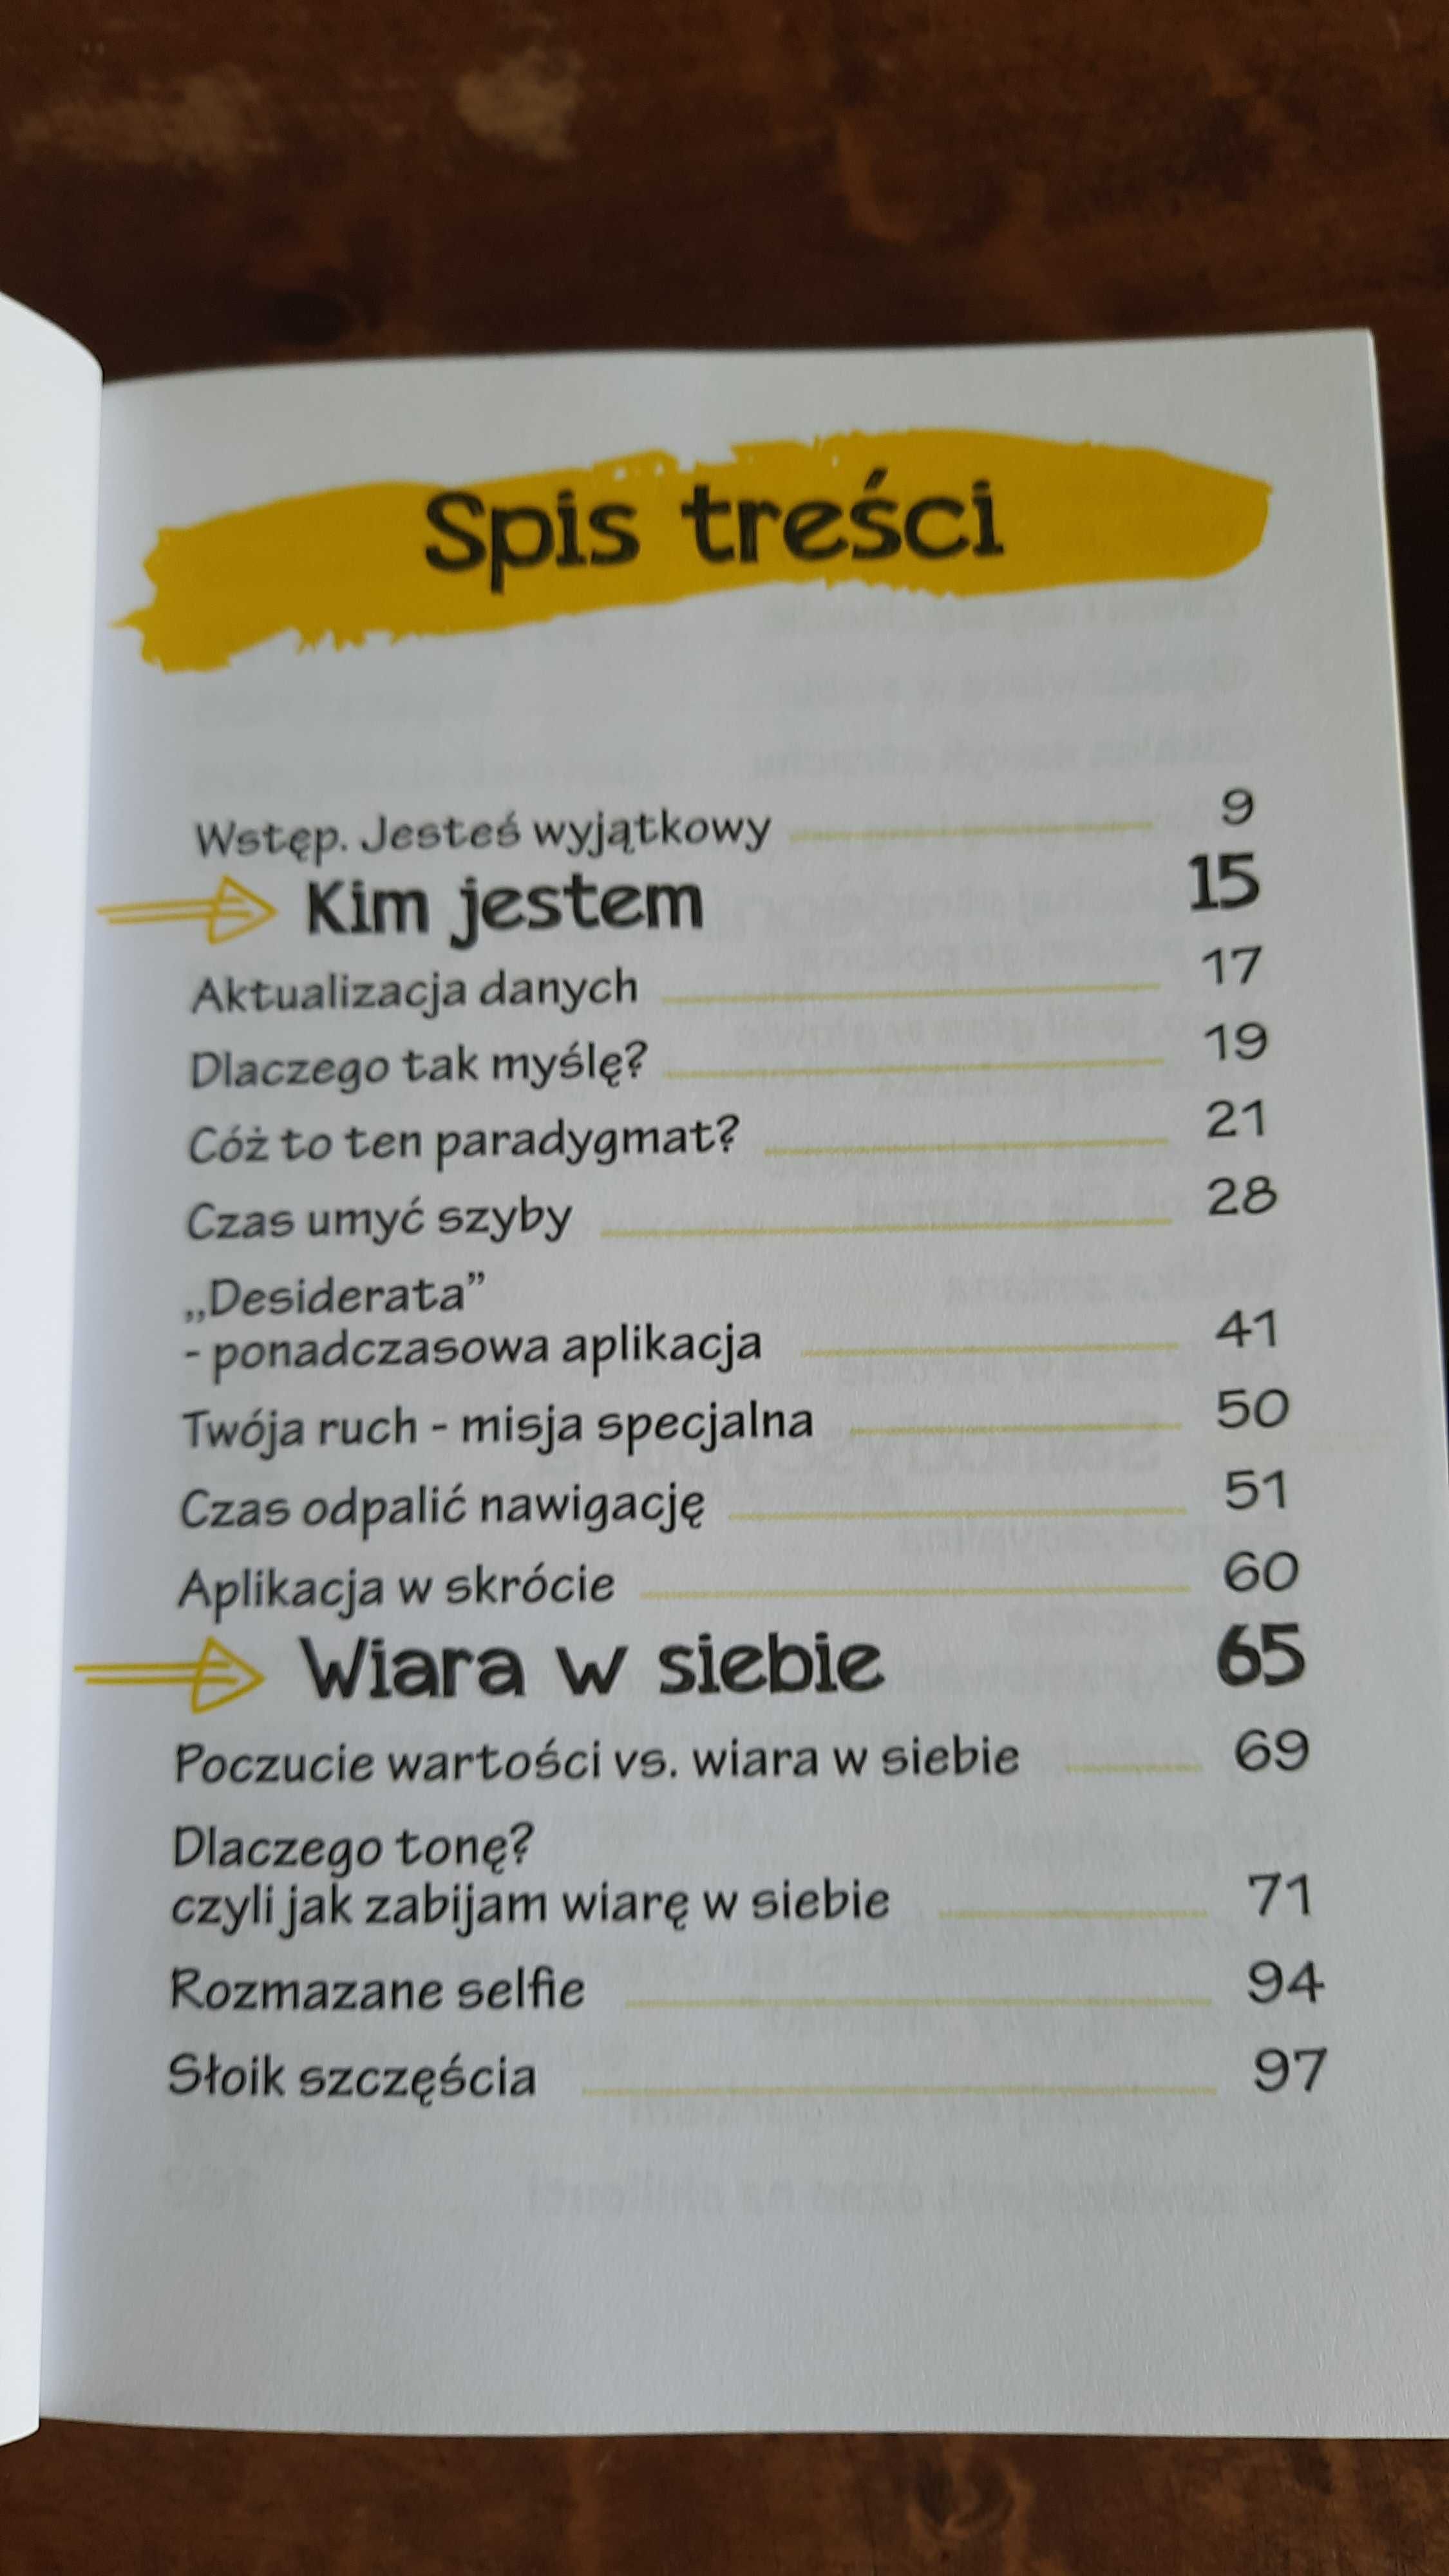 Spis treści
Wstęp. Jesteś wyjątkowy 9
Kim jestem 15
Aktualizacja danych 17
Dlaczego tak myślę? 19
Cóż to ten paradygmat? 21
Czas umyć szyby 28
„Desiderata”
- ponadczasowa aplikacja 41
Twója ruch - misja specjalna 50
Czas odpalić nawigację 51
Aplikacja w skrócie 60
Wiara w siebie 65
Poczucie wartości vs. wiara w siebie 69
Dlaczego tonę?
czyli jak zabijam wiarę w siebie 71
Rozmazane selfie 94
Słoik szczęścia 97